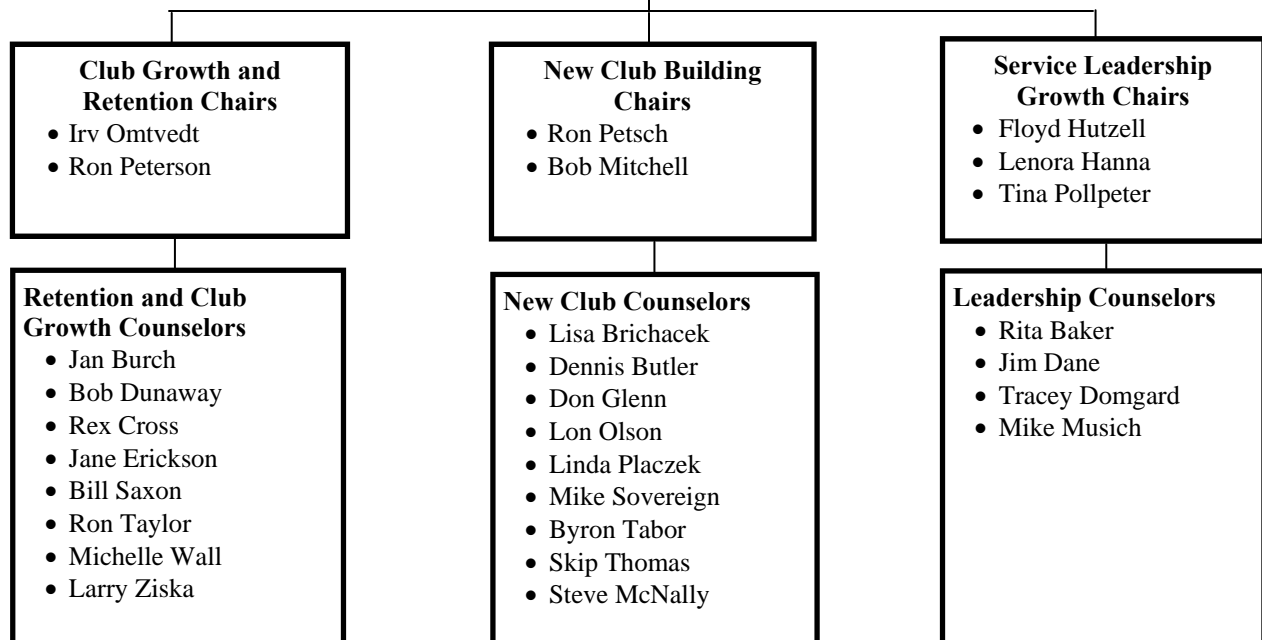 Club Growth and
Retention Chairs
• Irv Omtvedt
• Ron Peterson
New Club Building
Chairs
• Ron Petsch
• Bob Mitchell
Service Leadership
Growth Chairs
• Floyd Hutzell
• Lenora Hanna
• Tina Pollpeter
Retention and Club
Growth Counselors
• Jan Burch
• Bob Dunaway
• Rex Cross
• Jane Erickson
• Bill Saxon
• Ron Taylor
• Michelle Wall
• Larry Ziska
New Club Counselors
• Lisa Brichacek
• Dennis Butler
• Don Glenn
• Lon Olson
• Linda Placzek
• Mike Sovereign
• Byron Tabor
• Skip Thomas
• Steve McNally
Leadership Counselors
• Rita Baker
• Jim Dane
• Tracey Domgard
• Mike Musich